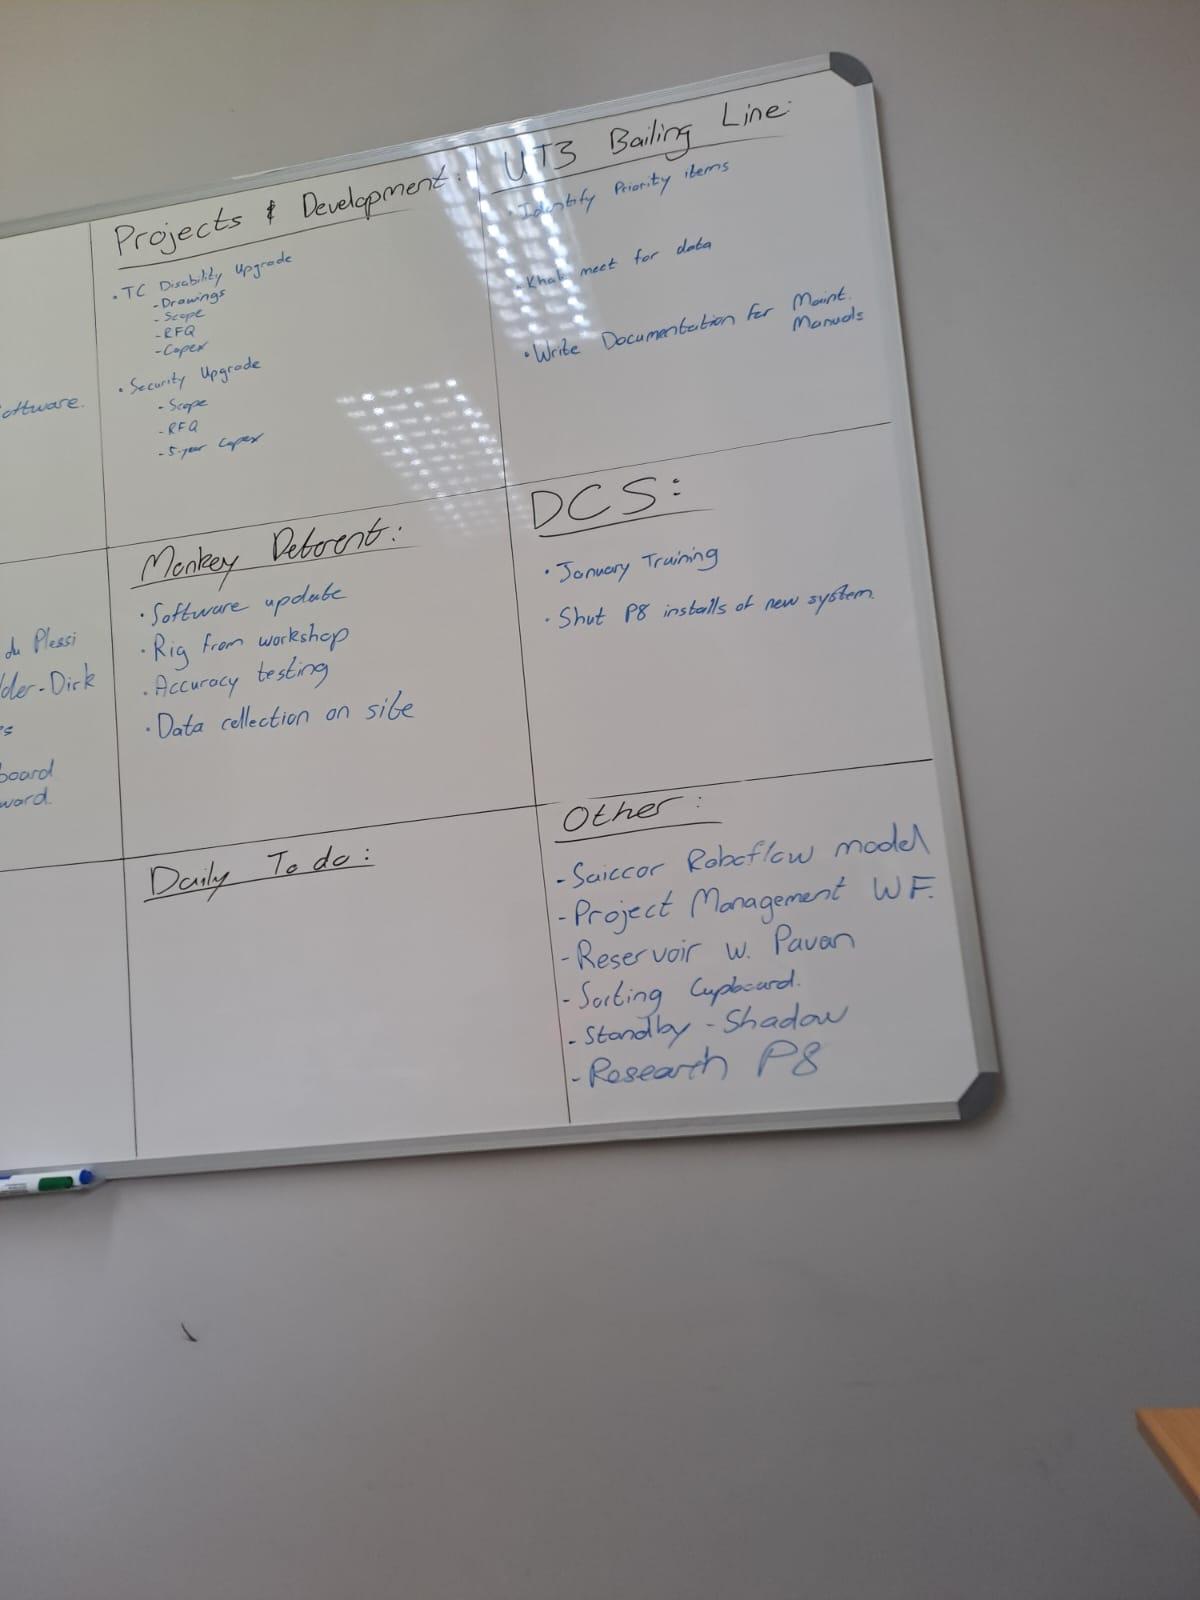 oftware.
du Plessi
lder-Dirk
es
board
word.
Projects & Development:
• TC Disability Upgrade
- Drawings
- Scope
- RFQ
- Capex
• Security Upgrade
- Scope
- RFQ
- 5-year Capex
UT3 Bailing Line:
• Identify Priority items
• meet for data
• Write Documentation for Maint.
Manuals
Monkey Deterent:
• Software update
• Rig from workshop
• Accuracy testing
• Data collection on site
DCS:
• January Training
• Shut P8 installs of new system.
Daily To do:
Other:
- Saiccor Roboflow model
- Project Management WF.
- Reservoir w. Pavan
- Sorting Cupboard.
- Standby - Shadow
- Research P8